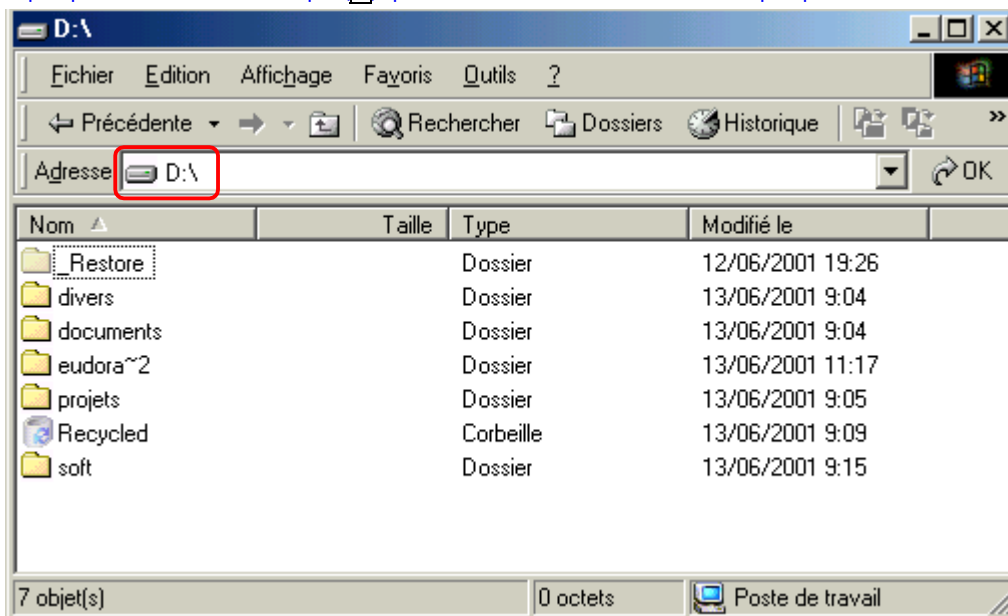 D:\
Fichier Edition Affichage Favoris Outils ?
Précédente Rechercher Dossiers Historique »
Adresse D:\ OK
Nom Taille Type Modifié le
_Restore Dossier 12/06/2001 19:26
divers Dossier 13/06/2001 9:04
documents Dossier 13/06/2001 9:04
eudora~2 Dossier 13/06/2001 11:17
projets Dossier 13/06/2001 9:05
Recycled Corbeille 13/06/2001 9:09
soft Dossier 13/06/2001 9:15
7 objet(s) 0 octets Poste de travail